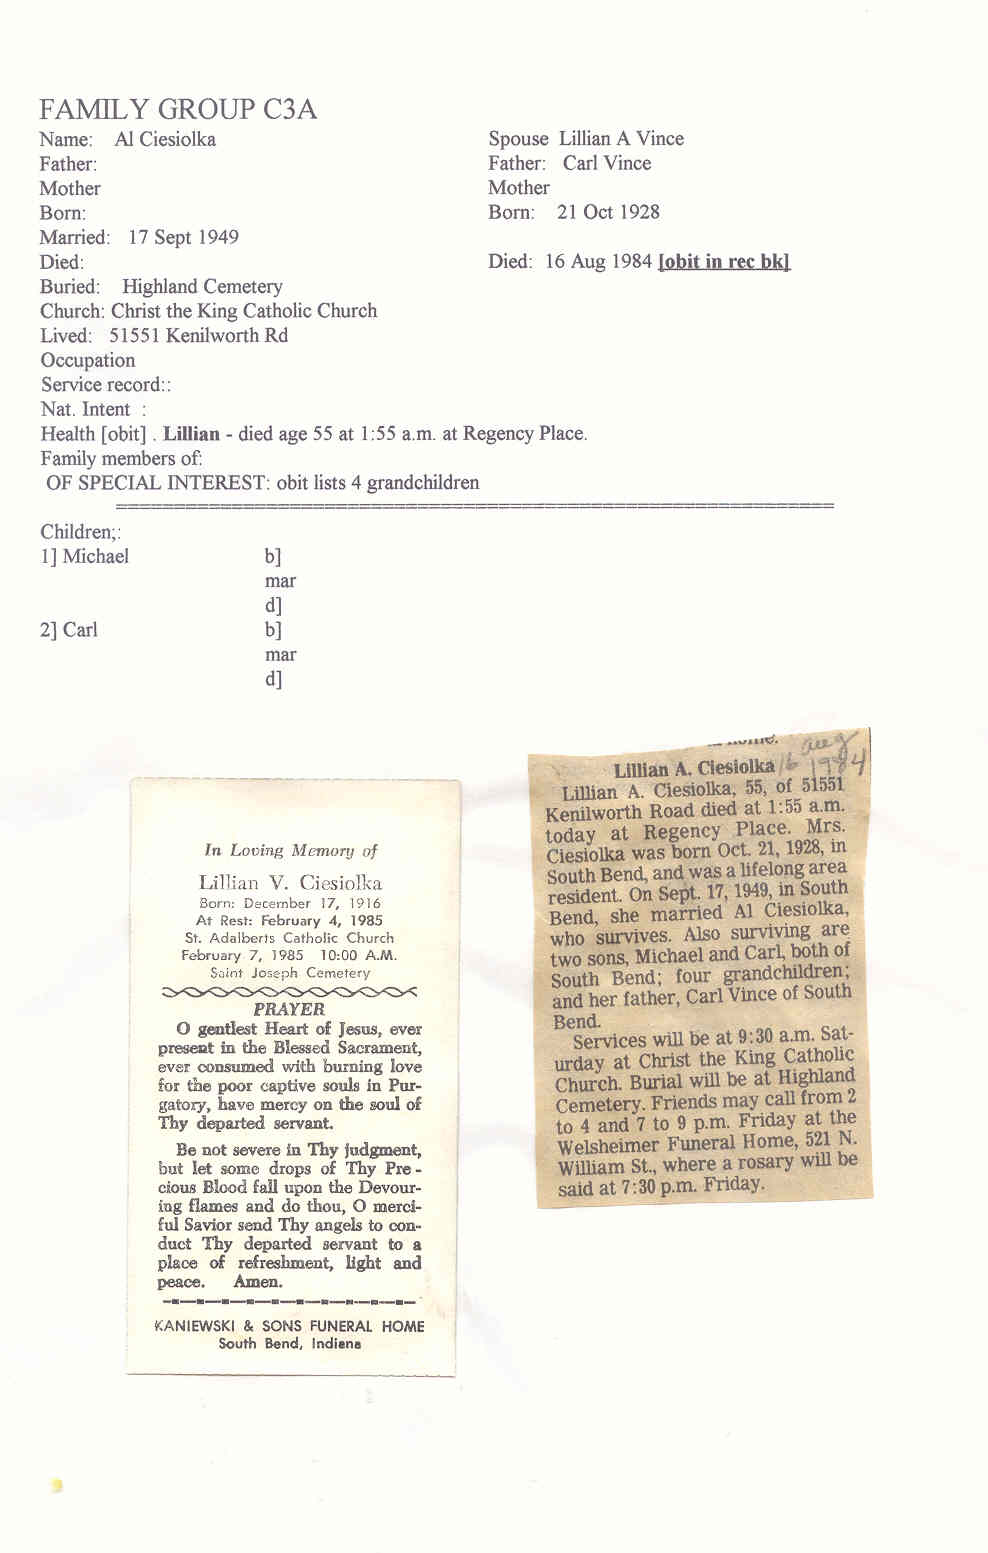 FAMILY GROUP C3A
Name: Al Ciesiolka
Spouse Lillian A Vince
Father:
Father: Carl Vince
Mother
Mother
Born:
Born: 21 Oct 1928
Married: 17 Sept 1949
Died:
Died: 16 Aug 1984 [obit in rec bk]
Buried: Highland Cemetery
Church: Christ the King Catholic Church
Lived: 51551 Kenilworth Rd
Occupation
Service record::
Nat. Intent :
Health [obit] . Lillian - died age 55 at 1:55 a.m. at Regency Place.
Family members of:
OF SPECIAL INTEREST: obit lists 4 grandchildren
Children;:
1] Michael b]
mar
d]
2] Carl b]
mar
d]
In Loving Memory of
Lillian V. Ciesiolka
Born: December 17, 1916
At Rest: February 4, 1985
St. Adalberts Catholic Church
February 7, 1985 10:00 A.M.
Saint Joseph Cemetery
PRAYER
O gentlest Heart of Jesus, ever
present in the Blessed Sacrament,
ever consumed with burning love
for the poor captive souls in Pur-
gatory, have mercy on the soul of
Thy departed servant.
Be not severe in Thy judgment,
but let some drops of Thy Pre-
cious Blood fall upon the Devour-
ing flames and do thou, O merci-
ful Savior send Thy angels to con-
duct Thy departed servant to a
place of refreshment, light and
peace. Amen.
KANIEWSKI & SONS FUNERAL HOME
South Bend, Indiana
home.
Lillian A. Ciesiolka 16 aug 1984
Lillian A. Ciesiolka, 55, of 51551
Kenilworth Road died at 1:55 a.m.
today at Regency Place. Mrs.
Ciesiolka was born Oct. 21, 1928, in
South Bend, and was a lifelong area
resident. On Sept. 17, 1949, in South
Bend, she married Al Ciesiolka,
who survives. Also surviving are
two sons, Michael and Carl, both of
South Bend; four grandchildren;
and her father, Carl Vince of South
Bend.
Services will be at 9:30 a.m. Sat-
urday at Christ the King Catholic
Church. Burial will be at Highland
Cemetery. Friends may call from 2
to 4 and 7 to 9 p.m. Friday at the
Welsheimer Funeral Home, 521 N.
William St., where a rosary will be
said at 7:30 p.m. Friday.